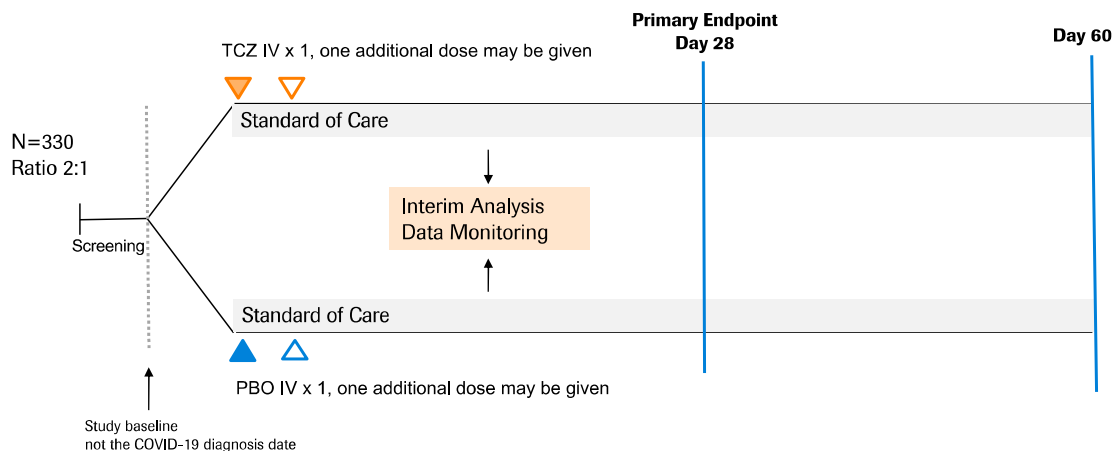 Primary Endpoint
Day 28
Day 60
TCZ IV x 1, one additional dose may be given
Standard of Care
N=330
Ratio 2:1
Interim Analysis
Data Monitoring
Screening
Standard of Care
PBO IV x 1, one additional dose may be given
Study baseline
not the COVID-19 diagnosis date